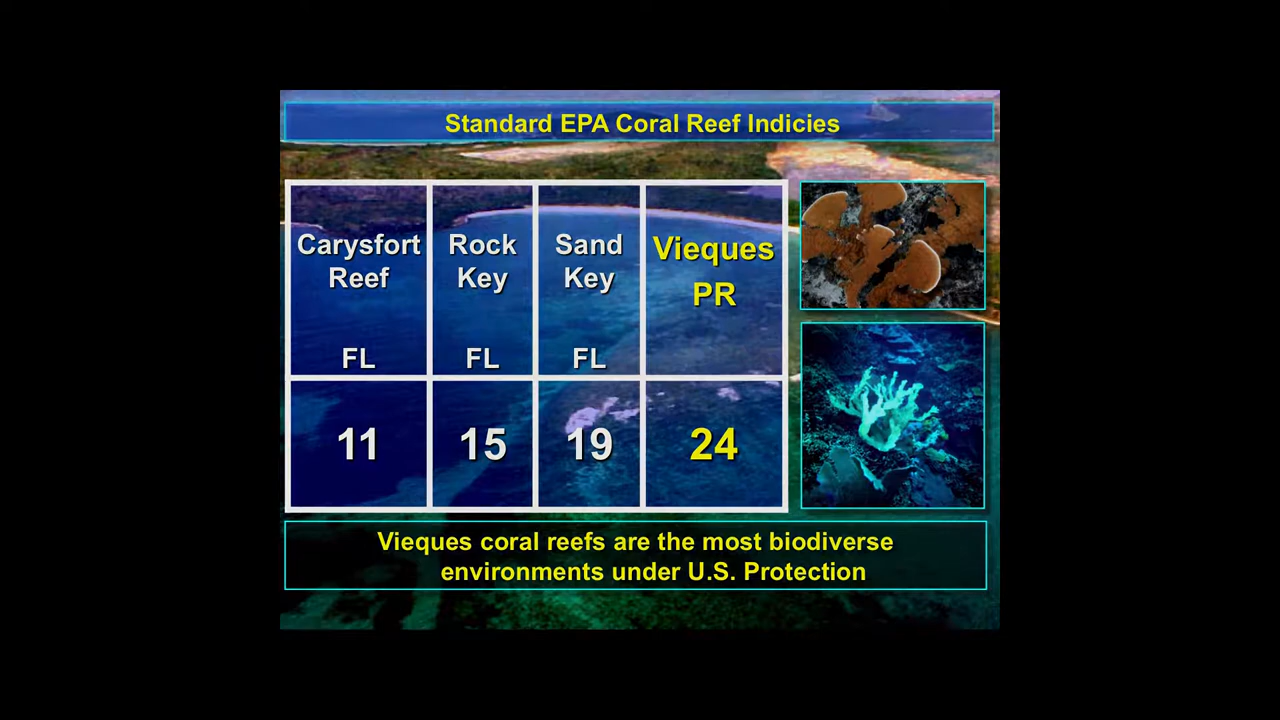 Standard EPA Coral Reef Indicies
Carysfort
Reef
FL
Rock
Key
FL
Sand
Key
FL
Vieques
PR
11
15
19
24
Vieques coral reefs are the most biodiverse
environments under U.S. Protection